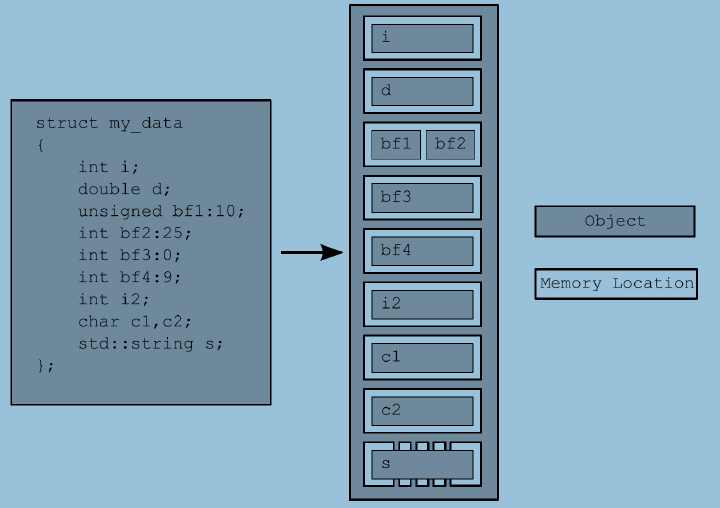 struct my_data
{
int i;
double d;
unsigned bf1:10;
int bf2:25;
int bf3:0;
int bf4:9;
int i2;
char c1,c2;
std::string s;
};
i
d
bf1 bf2
bf3
bf4
i2
c1
c2
s
Object
Memory Location